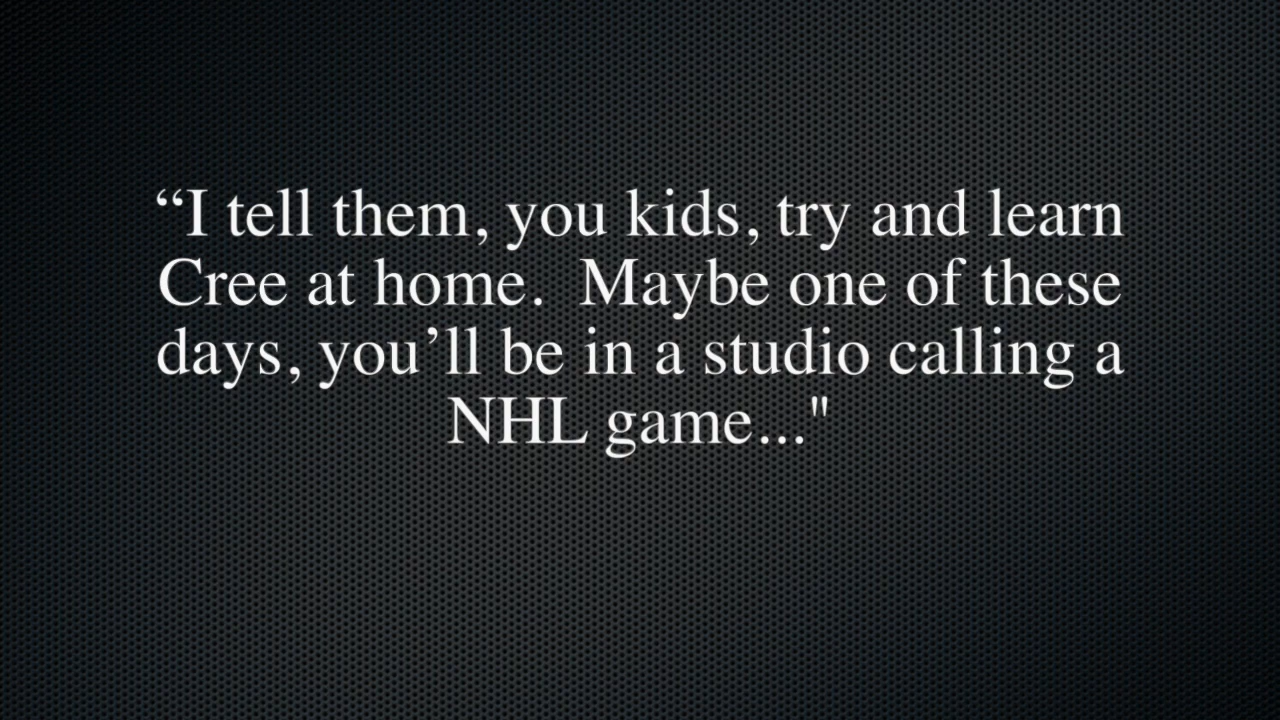 “I tell them, you kids, try and learn
Cree at home.  Maybe one of these
days, you’ll be in a studio calling a
NHL game..."